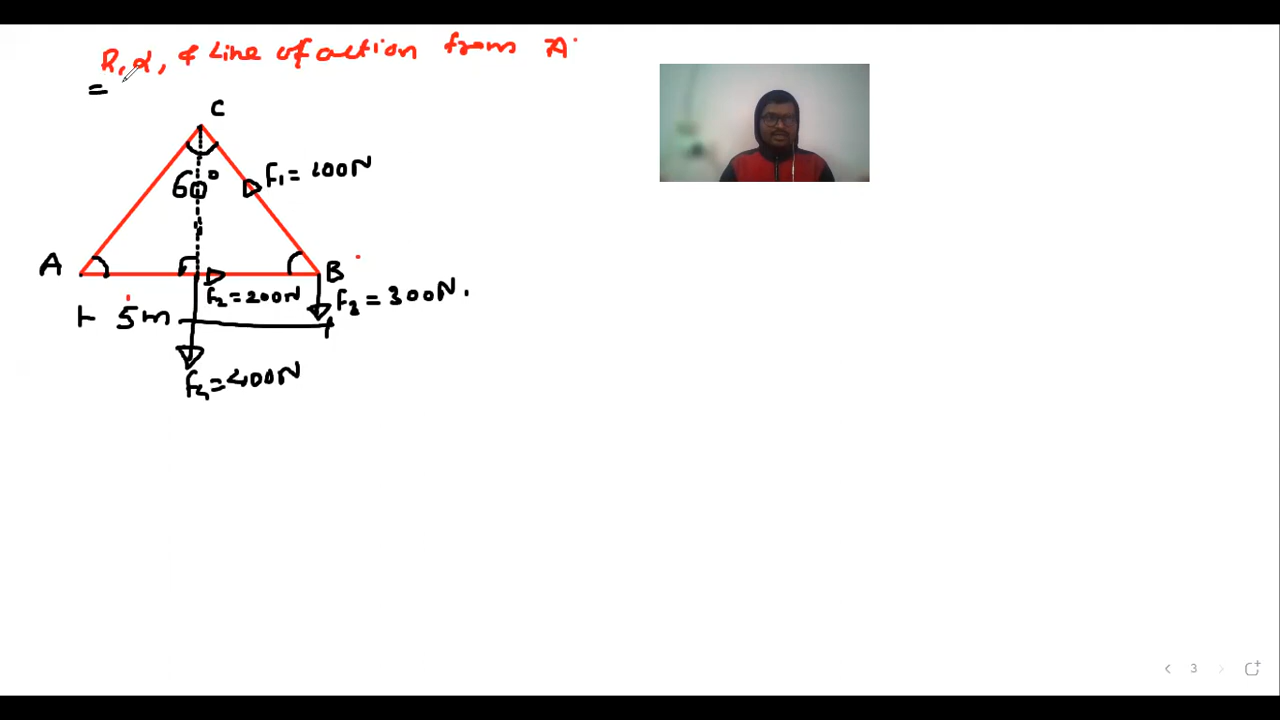 R, α, & Line of action from A.
=
C
60°
F₁ = 100N
A
B
F₂ = 200N
F₃ = 300N.
5m
F₄ = 400N
3